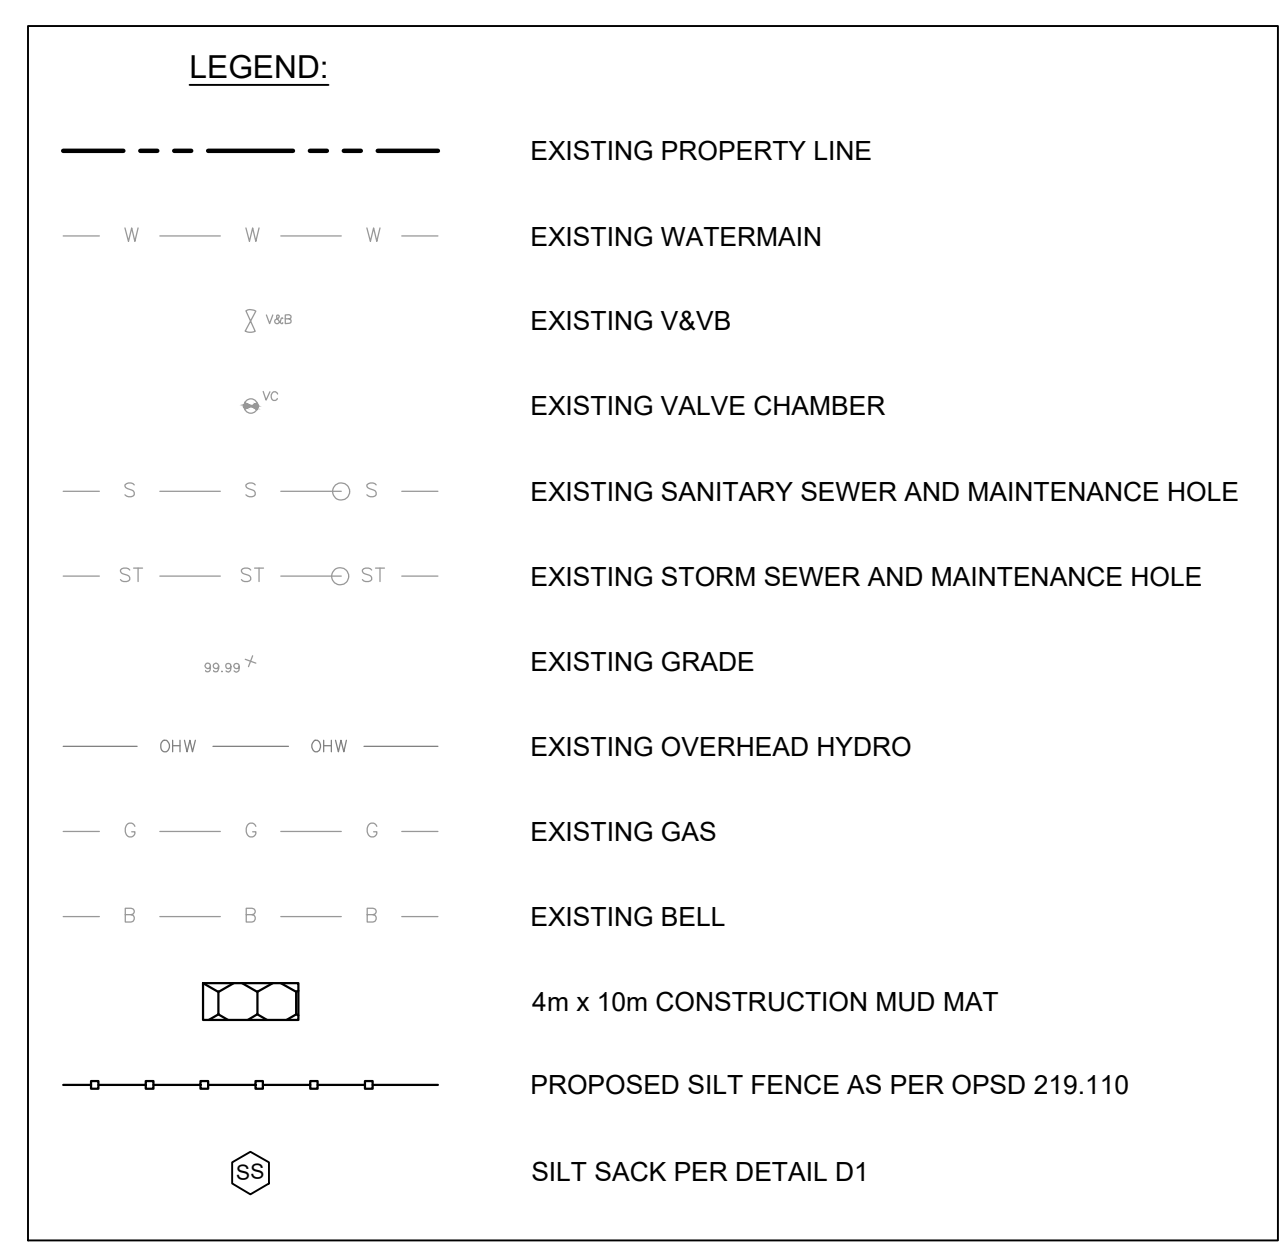 LEGEND:
EXISTING PROPERTY LINE
W W W EXISTING WATERMAIN
V&B EXISTING V&VB
VC EXISTING VALVE CHAMBER
S S S EXISTING SANITARY SEWER AND MAINTENANCE HOLE
ST ST ST EXISTING STORM SEWER AND MAINTENANCE HOLE
99.99 EXISTING GRADE
OHW OHW EXISTING OVERHEAD HYDRO
G G G EXISTING GAS
B B B EXISTING BELL
4m x 10m CONSTRUCTION MUD MAT
PROPOSED SILT FENCE AS PER OPSD 219.110
SS SILT SACK PER DETAIL D1